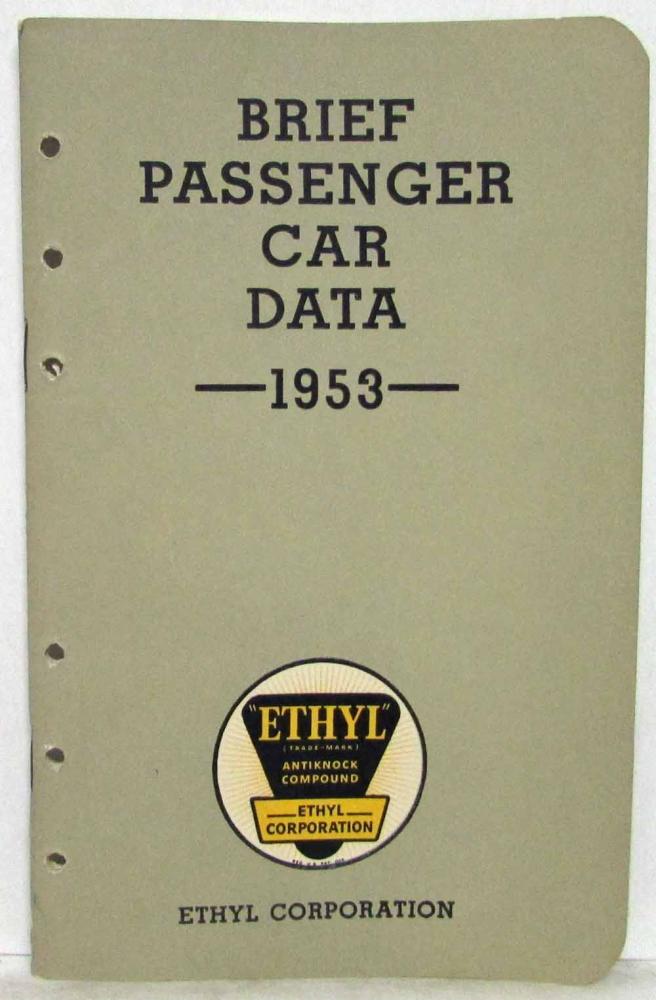 BRIEF
PASSENGER
CAR
DATA
—1953—
"ETHYL"
(TRADE-MARK)
ANTIKNOCK
COMPOUND
ETHYL
CORPORATION
ETHYL CORPORATION